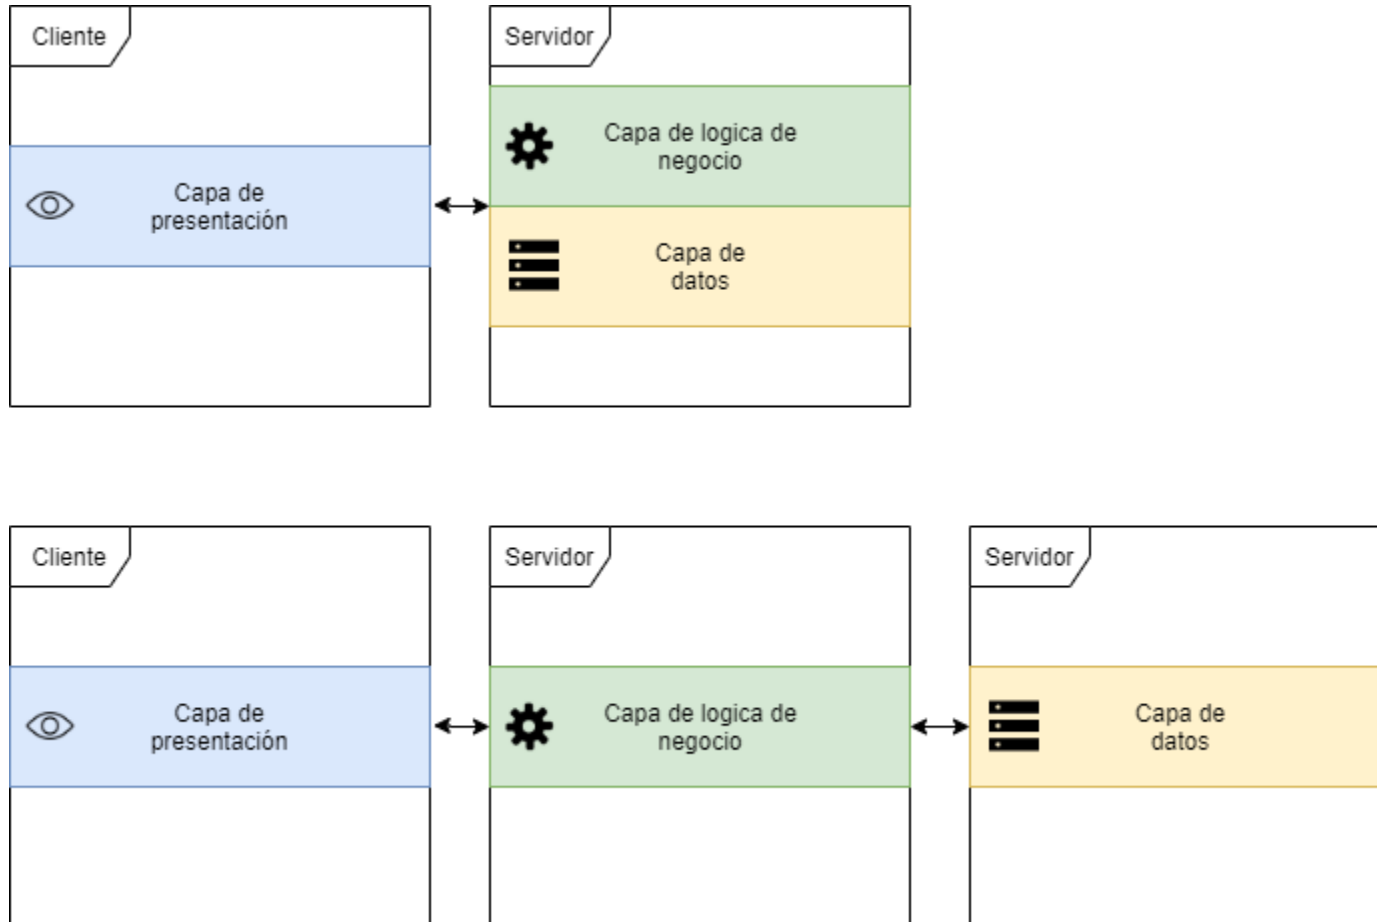 Cliente
Servidor
Capa de
presentación
Capa de logica de
negocio
Capa de
datos
Cliente
Servidor
Servidor
Capa de
presentación
Capa de logica de
negocio
Capa de
datos